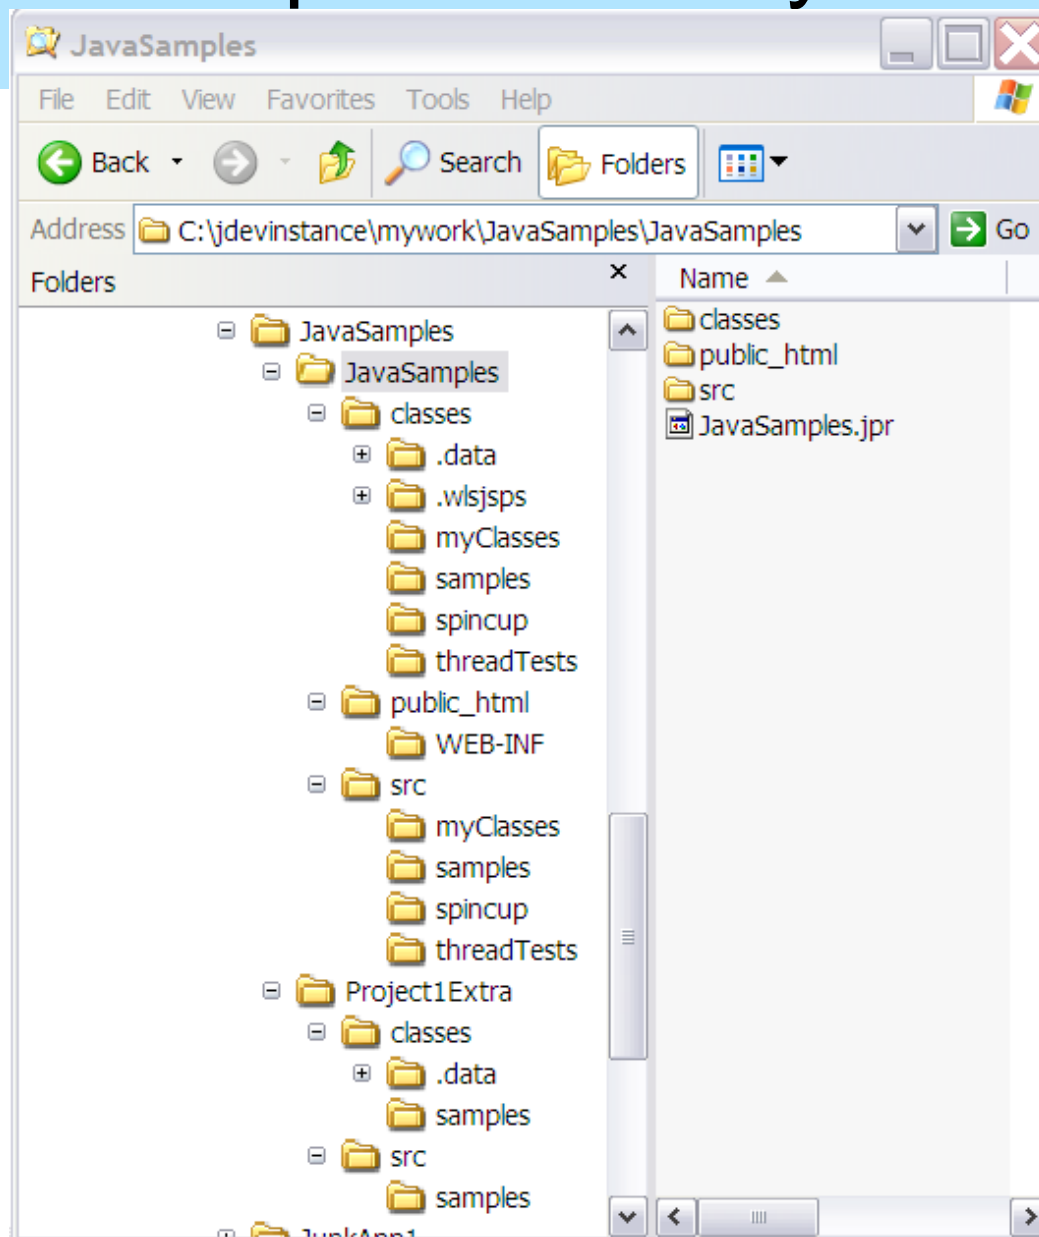 JavaSamples
File Edit View Favorites Tools Help
Back Search Folders
Address C:\jdevinstance\mywork\JavaSamples\JavaSamples Go
Folders
Name
JavaSamples
JavaSamples
classes
.data
.wlsjsps
myClasses
samples
spincup
threadTests
public_html
WEB-INF
src
myClasses
samples
spincup
threadTests
Project1Extra
classes
.data
samples
src
samples
JunkApp1
classes
public_html
src
JavaSamples.jpr